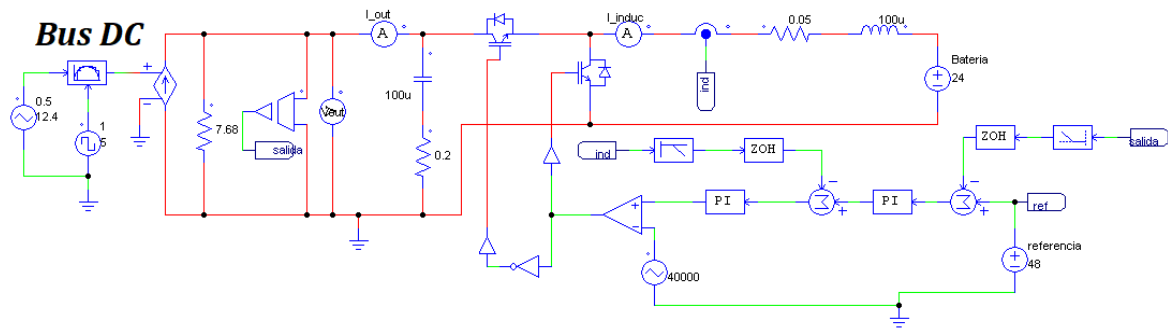 Bus DC
0.5
12.4
1
5
+
−
7.68
salida
Vout
I_out
A
100u
0.2
I_induc
A
ind
0.05
100u
Bateria
24
ind
ZOH
ZOH
salida
PI
PI
ref
referencia
48
40000